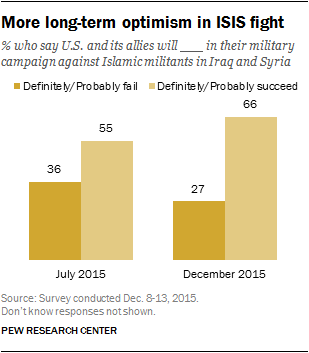 More long-term optimism in ISIS fight
% who say U.S. and its allies will ___ in their military
campaign against Islamic militants in Iraq and Syria
Definitely/Probably fail Definitely/Probably succeed
36 55 27 66
July 2015 December 2015
Source: Survey conducted Dec. 8-13, 2015.
Don't know responses not shown.
PEW RESEARCH CENTER